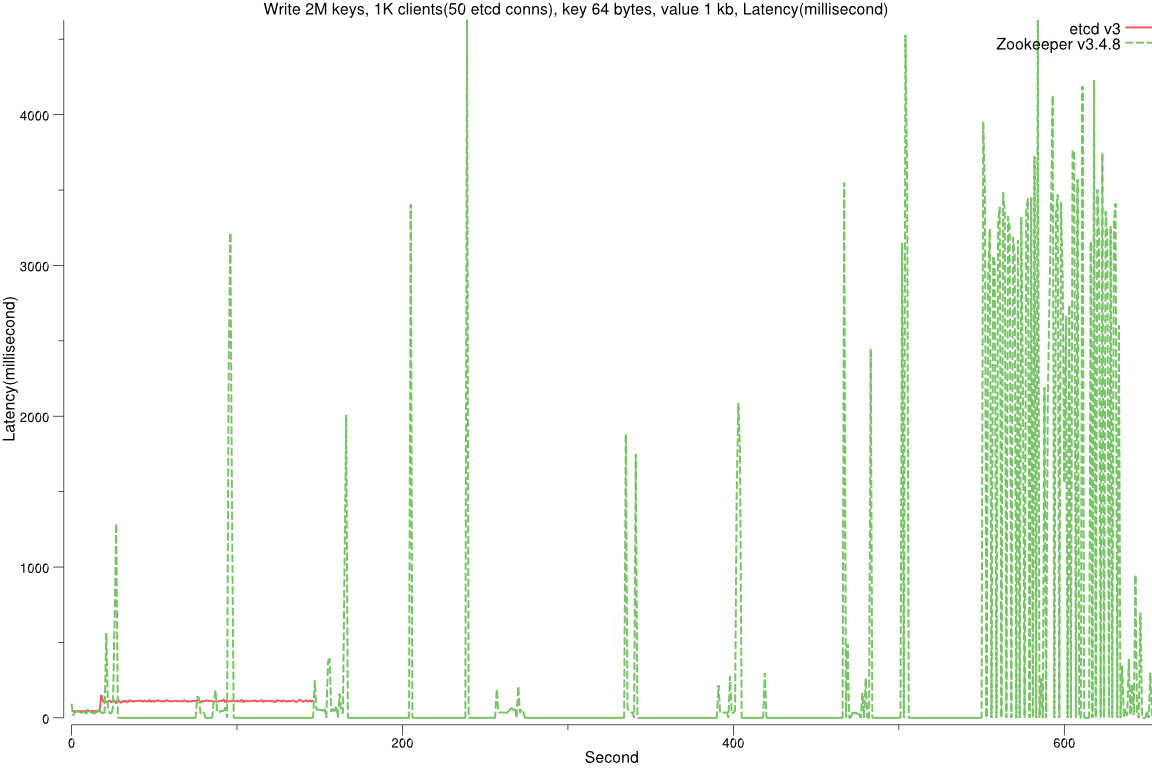 Write 2M keys, 1K clients(50 etcd conns), key 64 bytes, value 1 kb, Latency(millisecond)
etcd v3
Zookeeper v3.4.8
Latency(millisecond)
4000
3000
2000
1000
0
0
200
400
600
Second